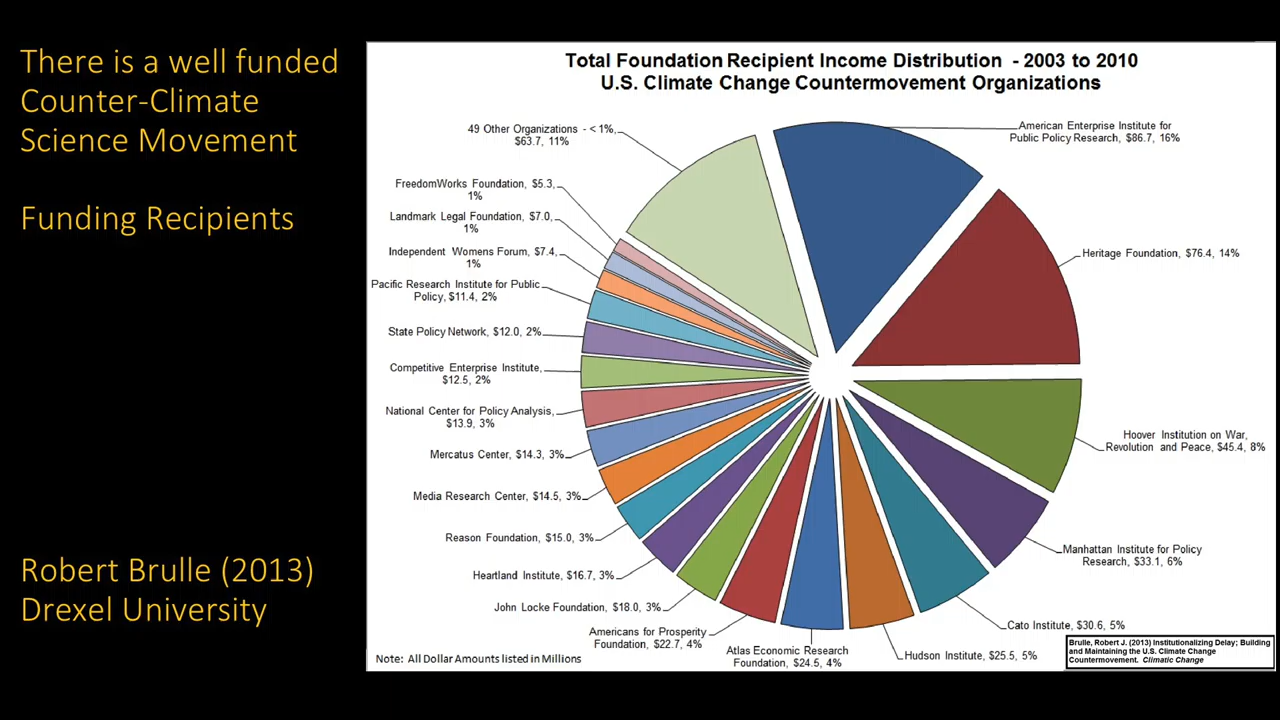 There is a well funded
Counter-Climate
Science Movement
Funding Recipients
Robert Brulle (2013)
Drexel University
Total Foundation Recipient Income Distribution - 2003 to 2010
U.S. Climate Change Countermovement Organizations
American Enterprise Institute for
Public Policy Research, $86.7, 16%
Heritage Foundation, $76.4, 14%
Hoover Institution on War,
Revolution and Peace, $45.4, 8%
Manhattan Institute for Policy
Research, $33.1, 6%
Cato Institute, $30.6, 5%
Hudson Institute, $25.5, 5%
Atlas Economic Research
Foundation, $24.5, 4%
Americans for Prosperity
Foundation, $22.7, 4%
John Locke Foundation, $18.0, 3%
Heartland Institute, $16.7, 3%
Reason Foundation, $15.0, 3%
Media Research Center, $14.5, 3%
Mercatus Center, $14.3, 3%
National Center for Policy Analysis,
$13.9, 3%
Competitive Enterprise Institute,
$12.5, 2%
State Policy Network, $12.0, 2%
Pacific Research Institute for Public
Policy, $11.4, 2%
Independent Womens Forum, $7.4,
1%
Landmark Legal Foundation, $7.0,
1%
FreedomWorks Foundation, $5.3,
1%
49 Other Organizations - < 1%,
$63.7, 11%
Note: All Dollar Amounts listed in Millions
Brulle, Robert J. (2013) Institutionalizing Delay; Building
and Maintaining the U.S. Climate Change
Countermovement. Climatic Change